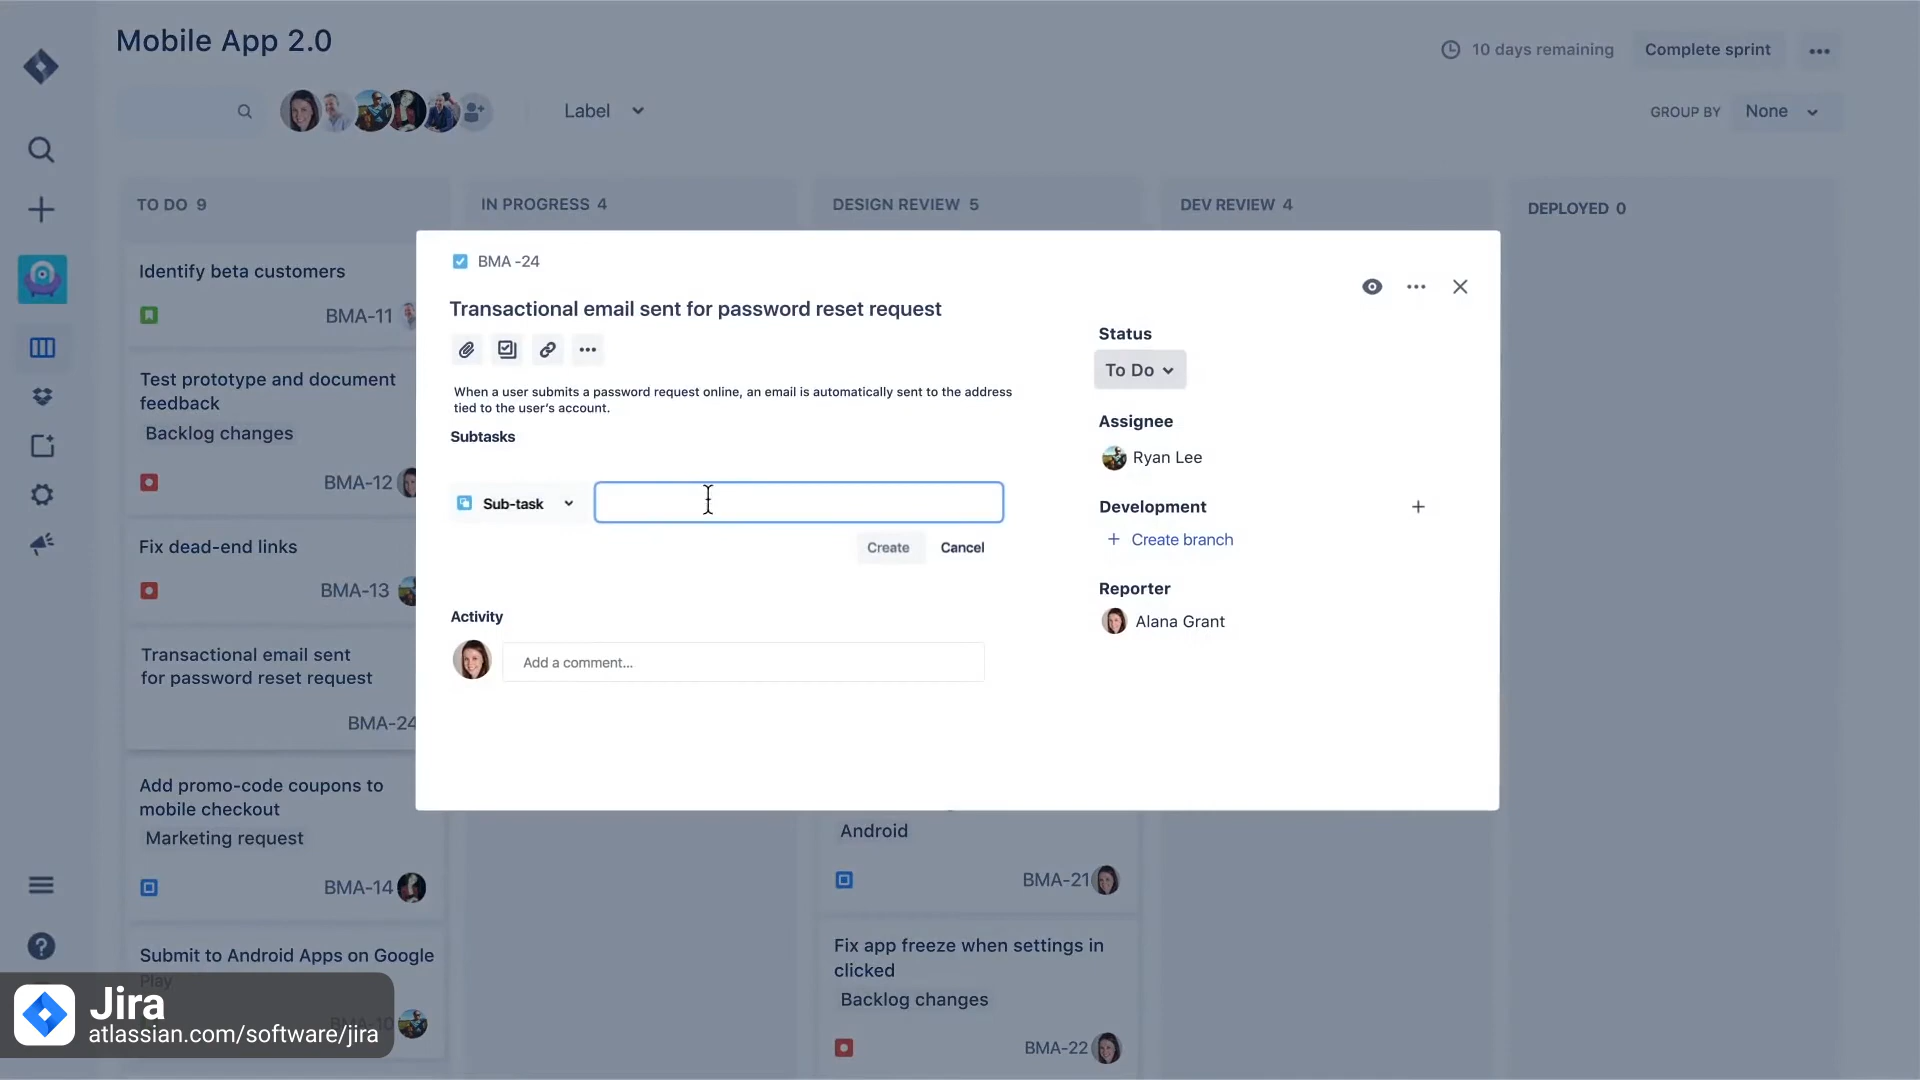 Mobile App 2.0
10 days remaining
Complete sprint
Label
GROUP BY
None
TO DO 9
IN PROGRESS 4
DESIGN REVIEW 5
DEV REVIEW 4
DEPLOYED 0
Identify beta customers
BMA-11
Test prototype and document
feedback
Backlog changes
BMA-12
Fix dead-end links
BMA-13
Transactional email sent
for password reset request
BMA-24
Add promo-code coupons to
mobile checkout
Marketing request
BMA-14
Submit to Android Apps on Google
Play
BMA -24
Transactional email sent for password reset request
When a user submits a password request online, an email is automatically sent to the address
tied to the user's account.
Subtasks
Sub-task
Create
Cancel
Activity
Add a comment...
Status
To Do
Assignee
Ryan Lee
Development
Create branch
Reporter
Alana Grant
Android
BMA-21
Fix app freeze when settings in
clicked
Backlog changes
BMA-22
Jira
atlassian.com/software/jira